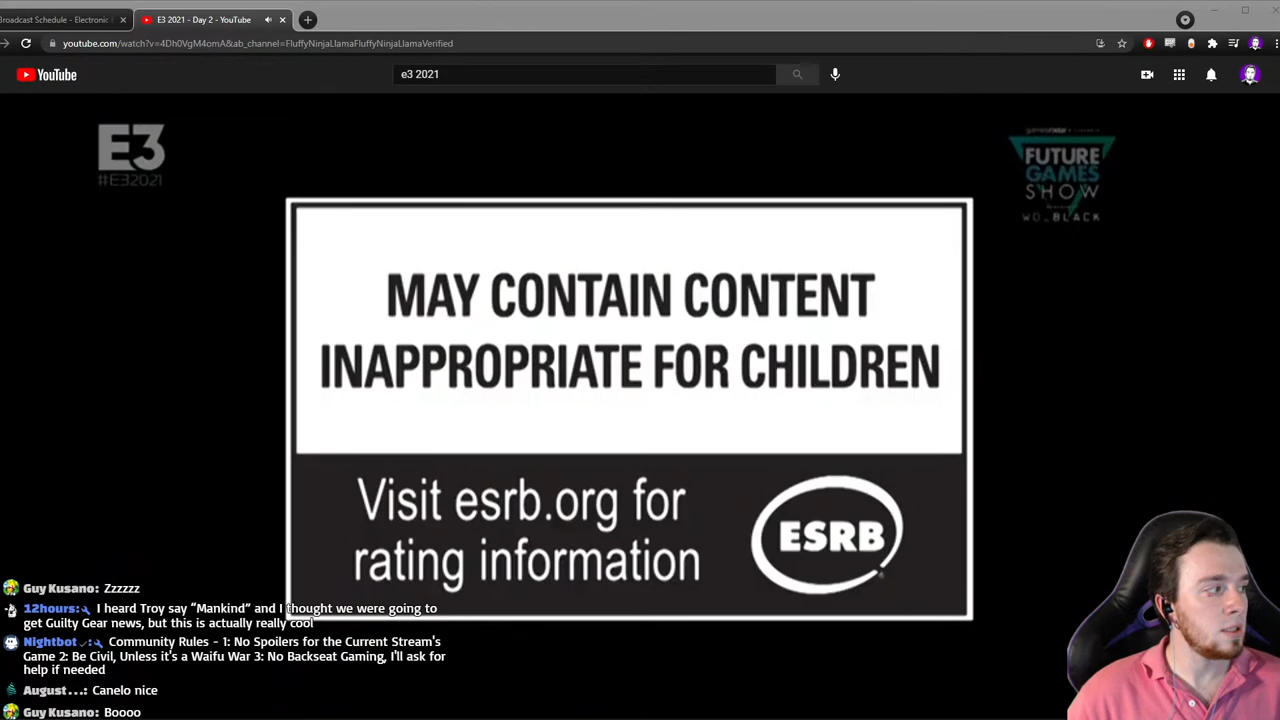 Broadcast Schedule - Electronic
E3 2021 - Day 2 - YouTube
youtube.com/watch?v=4Dh0VgM4omA&ab_channel=FluffyNinjaLlamaFluffyNinjaLlamaVerified
YouTube
e3 2021
E3
#E32021
FUTURE
GAMES
SHOW
WD_BLACK
MAY CONTAIN CONTENT
INAPPROPRIATE FOR CHILDREN
Visit esrb.org for
rating information
ESRB
Guy Kusano: Zzzzzz
12hours: I heard Troy say “Mankind” and I thought we were going to
get Guilty Gear news, but this is actually really cool
Nightbot: Community Rules - 1: No Spoilers for the Current Stream's
Game 2: Be Civil, Unless it's a Waifu War 3: No Backseat Gaming, I'll ask for
help if needed
August...: Canelo nice
Guy Kusano: Boooo